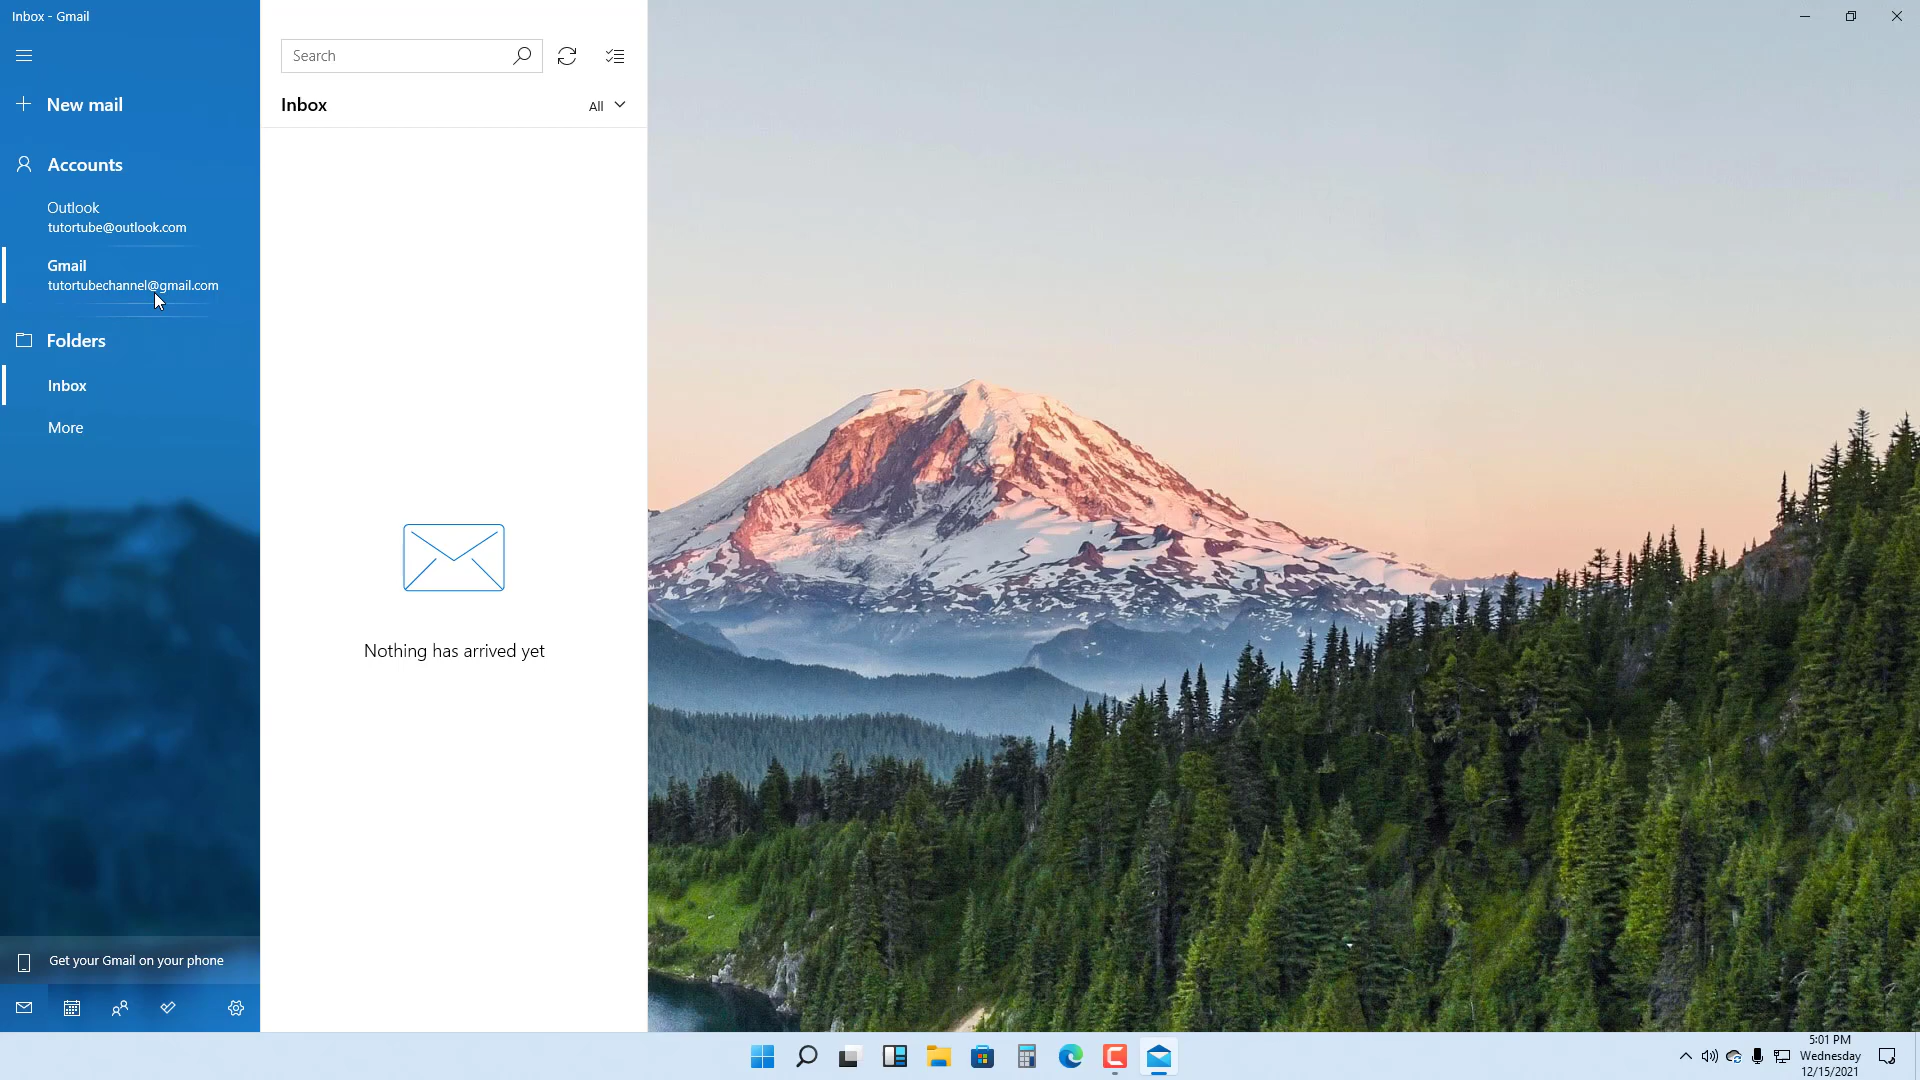 Inbox - Gmail
Search
New mail
Inbox
All
Accounts
Outlook
tutortube@outlook.com
Gmail
tutortubechannel@gmail.com
Folders
Inbox
More
Nothing has arrived yet
Get your Gmail on your phone
5:01 PM
Wednesday
12/15/2021